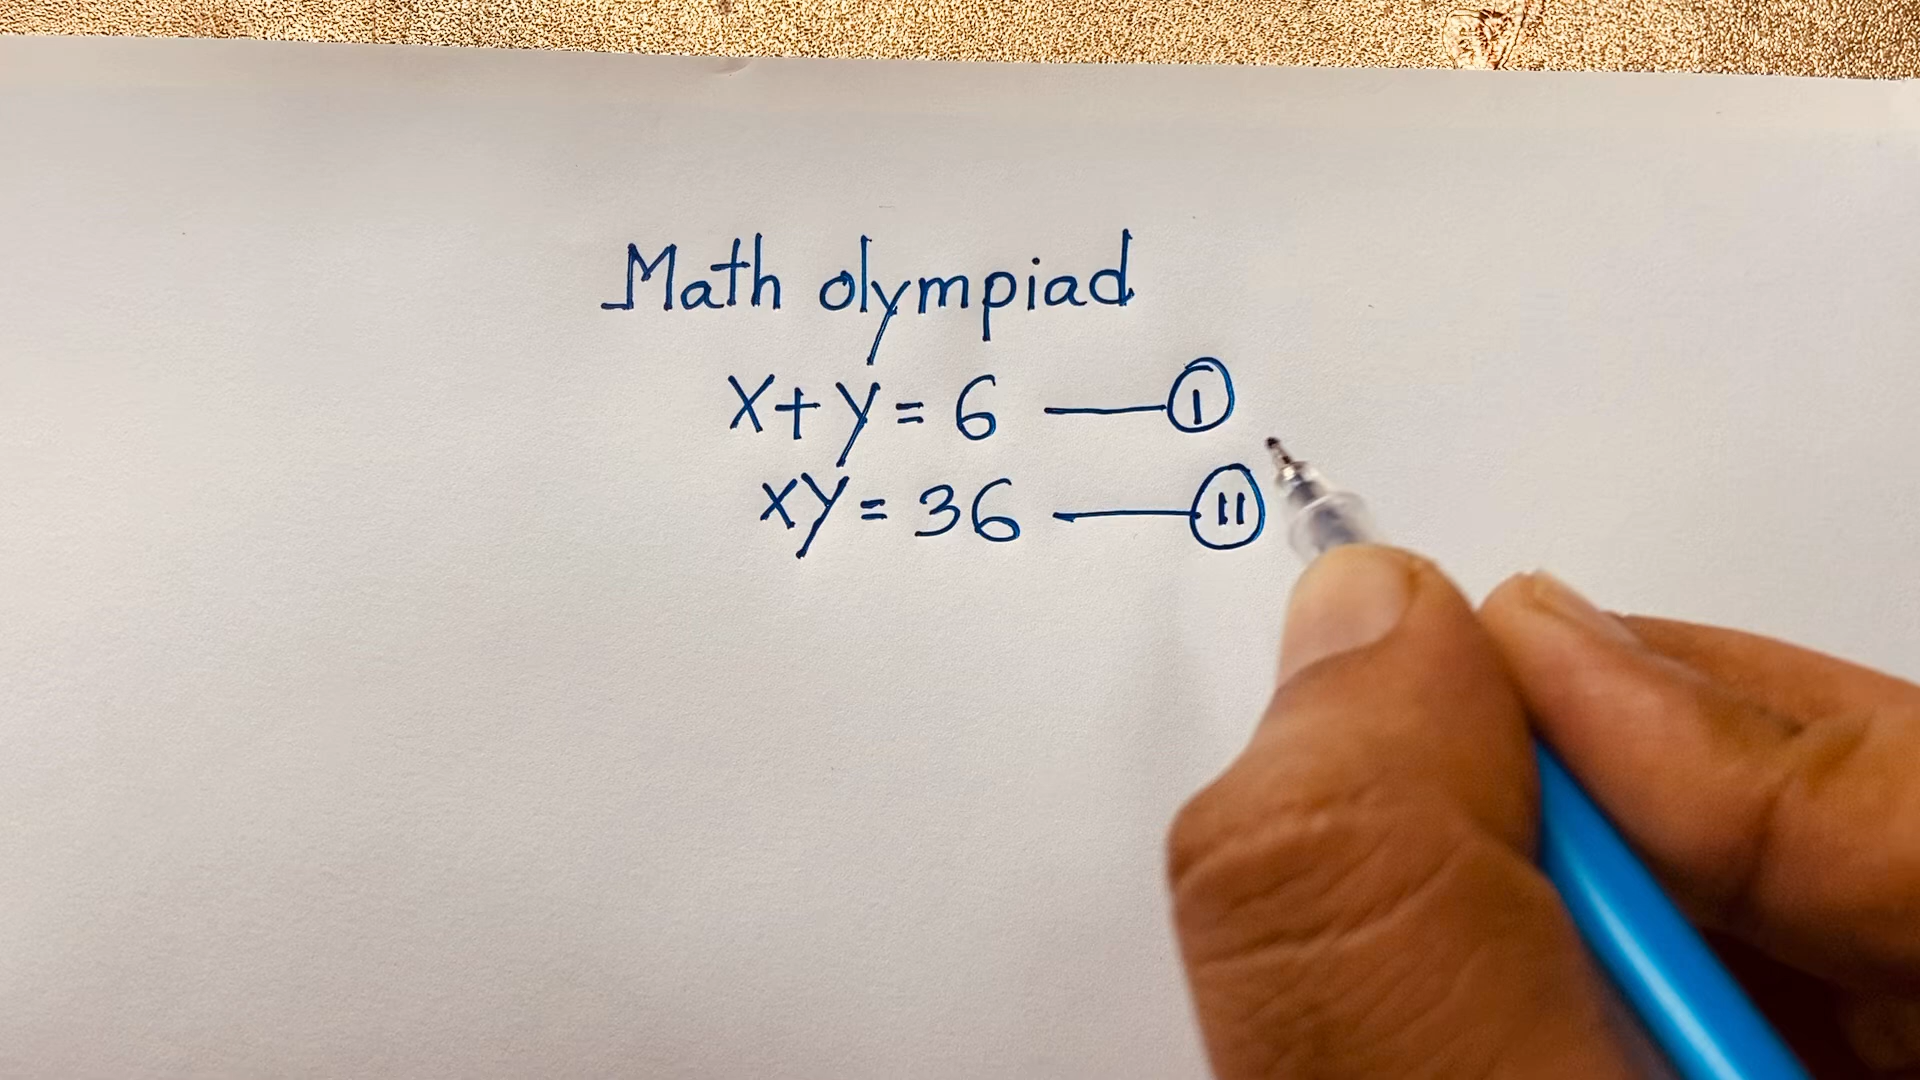 Math olympiad
x+y=6 —— I
xy=36 —— II